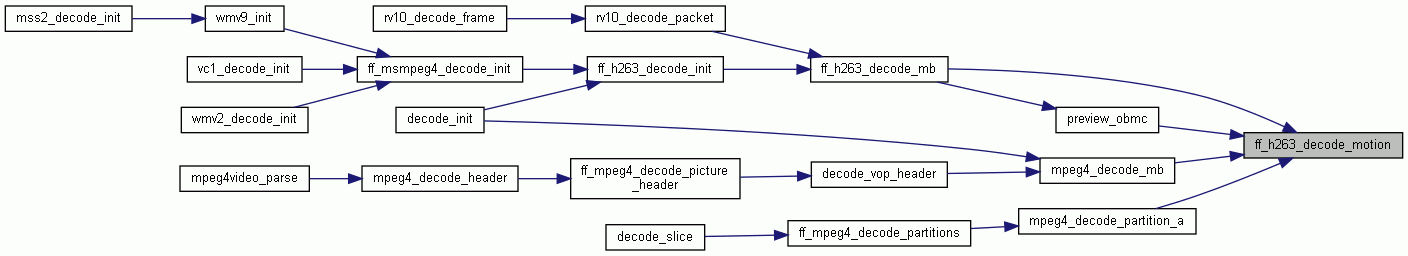 mss2_decode_init
wmv9_init
rv10_decode_frame
rv10_decode_packet
vc1_decode_init
ff_msmpeg4_decode_init
ff_h263_decode_init
ff_h263_decode_mb
wmv2_decode_init
decode_init
preview_obmc
ff_h263_decode_motion
mpeg4video_parse
mpeg4_decode_header
ff_mpeg4_decode_picture
_header
decode_vop_header
mpeg4_decode_mb
decode_slice
ff_mpeg4_decode_partitions
mpeg4_decode_partition_a